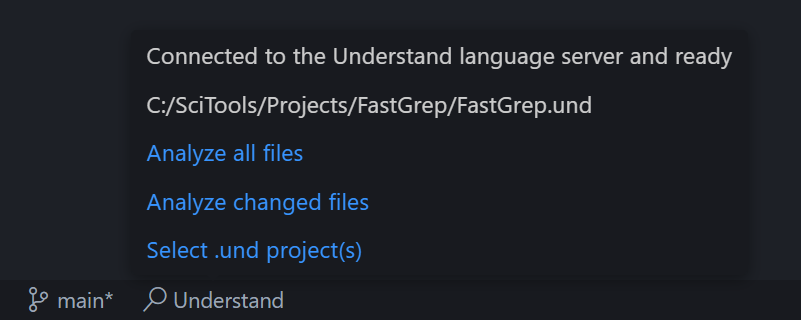 Connected to the Understand language server and ready
C:/SciTools/Projects/FastGrep/FastGrep.und
Analyze all files
Analyze changed files
Select .und project(s)
main* Understand